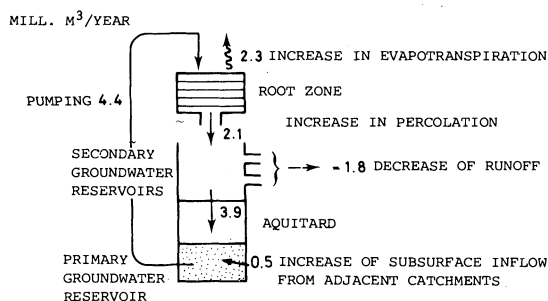 MILL. M³/YEAR
2.3 INCREASE IN EVAPOTRANSPIRATION
ROOT ZONE
PUMPING 4.4
INCREASE IN PERCOLATION
2.1
SECONDARY
GROUNDWATER
RESERVOIRS
-1.8 DECREASE OF RUNOFF
3.9
AQUITARD
PRIMARY
GROUNDWATER
RESERVOIR
0.5 INCREASE OF SUBSURFACE INFLOW
FROM ADJACENT CATCHMENTS